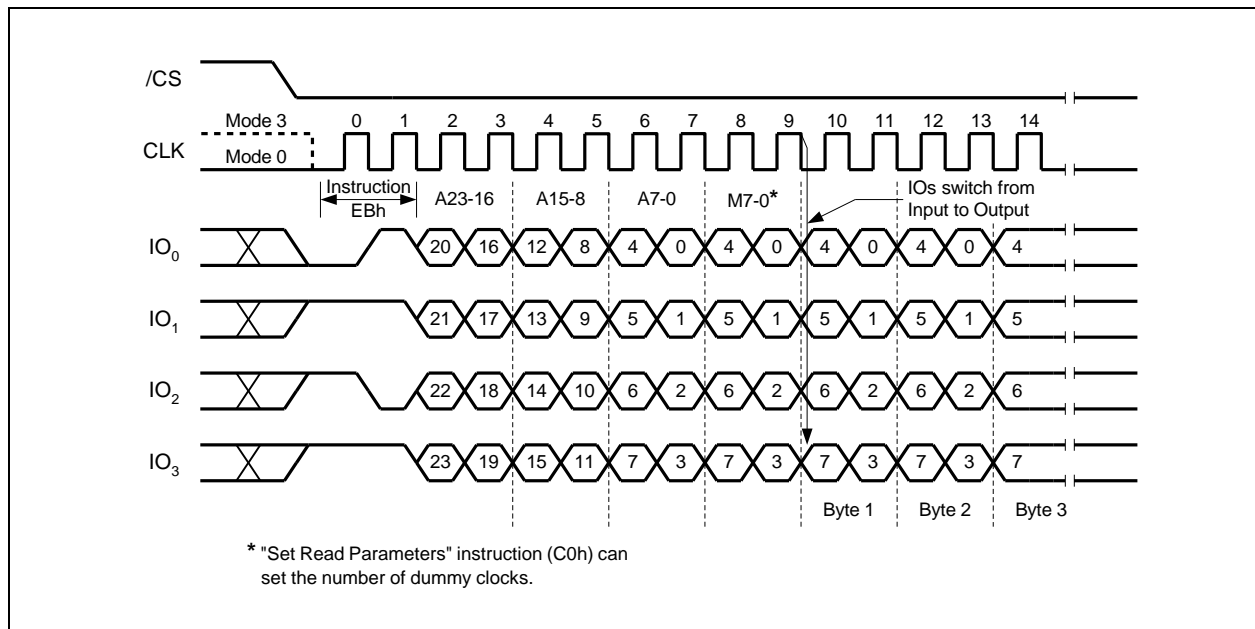 /CS
Mode 3 0 1 2 3 4 5 6 7 8 9 10 11 12 13 14
CLK
Mode 0
Instruction
EBh
A23-16 A15-8 A7-0 M7-0*
IOs switch from
Input to Output
IO0 20 16 12 8 4 0 4 0 4 0 4 0 4
IO1 21 17 13 9 5 1 5 1 5 1 5 1 5
IO2 22 18 14 10 6 2 6 2 6 2 6 2 6
IO3 23 19 15 11 7 3 7 3 7 3 7 3 7
Byte 1 Byte 2 Byte 3
* "Set Read Parameters" instruction (C0h) can
set the number of dummy clocks.